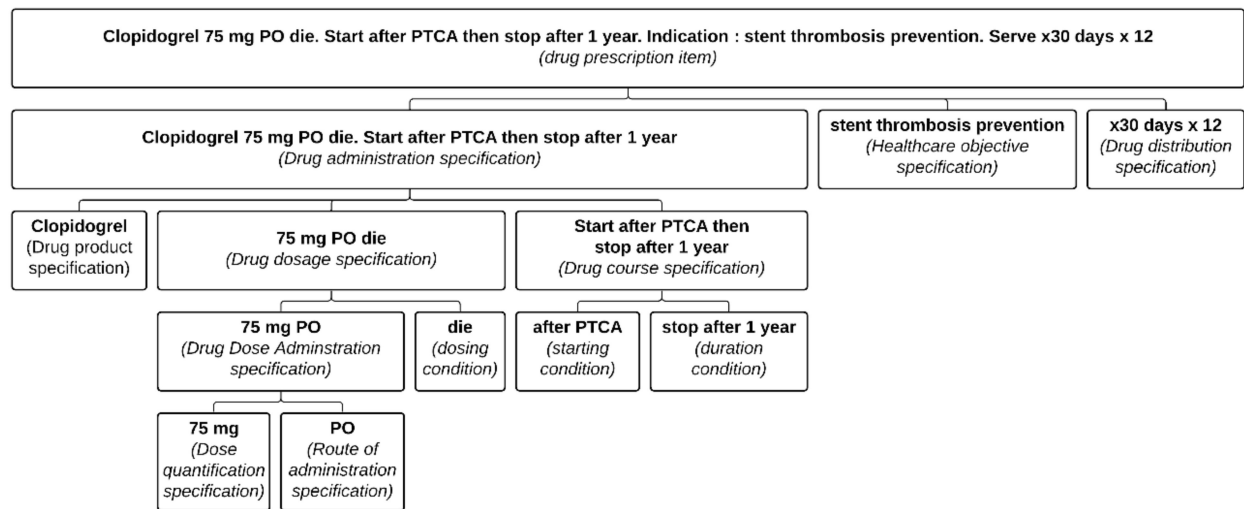 Clopidogrel 75 mg PO die. Start after PTCA then stop after 1 year. Indication : stent thrombosis prevention. Serve x30 days x 12
(drug prescription item)
Clopidogrel 75 mg PO die. Start after PTCA then stop after 1 year
(Drug administration specification)
stent thrombosis prevention
(Healthcare objective
specification)
x30 days x 12
(Drug distribution
specification)
Clopidogrel
(Drug product
specification)
75 mg PO die
(Drug dosage specification)
Start after PTCA then
stop after 1 year
(Drug course specification)
75 mg PO
(Drug Dose Adminstration
specification)
die
(dosing
condition)
after PTCA
(starting
condition)
stop after 1 year
(duration
condition)
75 mg
(Dose
quantification
specification)
PO
(Route of
administration
specification)